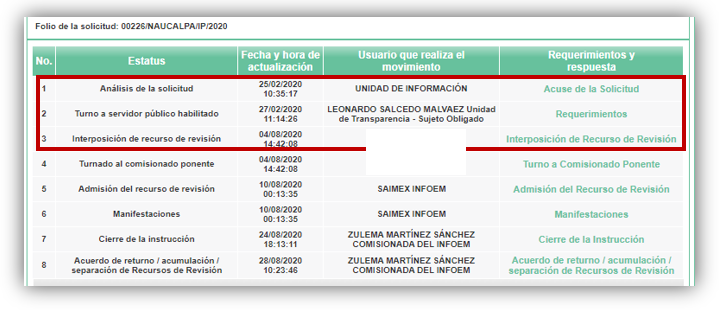 Folio de la solicitud: 00226/NAUCALPA/IP/2020
No. Estatus Fecha y hora de actualización Usuario que realiza el movimiento Requerimientos y respuesta
1 Análisis de la solicitud 25/02/2020 10:35:17 UNIDAD DE INFORMACIÓN Acuse de la Solicitud
2 Turno a servidor público habilitado 27/02/2020 11:14:26 LEONARDO SALCEDO MALVAEZ Unidad de Transparencia - Sujeto Obligado Requerimientos
3 Interposición de recurso de revisión 04/08/2020 14:42:08 Interposición de Recurso de Revisión
4 Turnado al comisionado ponente 04/08/2020 14:42:08 Turno a Comisionado Ponente
5 Admisión del recurso de revisión 10/08/2020 00:13:35 SAIMEX INFOEM Admisión del Recurso de Revisión
6 Manifestaciones 10/08/2020 00:13:35 SAIMEX INFOEM Manifestaciones
7 Cierre de la instrucción 24/08/2020 18:13:11 ZULEMA MARTÍNEZ SÁNCHEZ COMISIONADA DEL INFOEM Cierre de la Instrucción
8 Acuerdo de returno / acumulación / separación de Recursos de Revisión 28/08/2020 10:23:46 ZULEMA MARTÍNEZ SÁNCHEZ COMISIONADA DEL INFOEM Acuerdo de returno / acumulación / separación de Recursos de Revisión